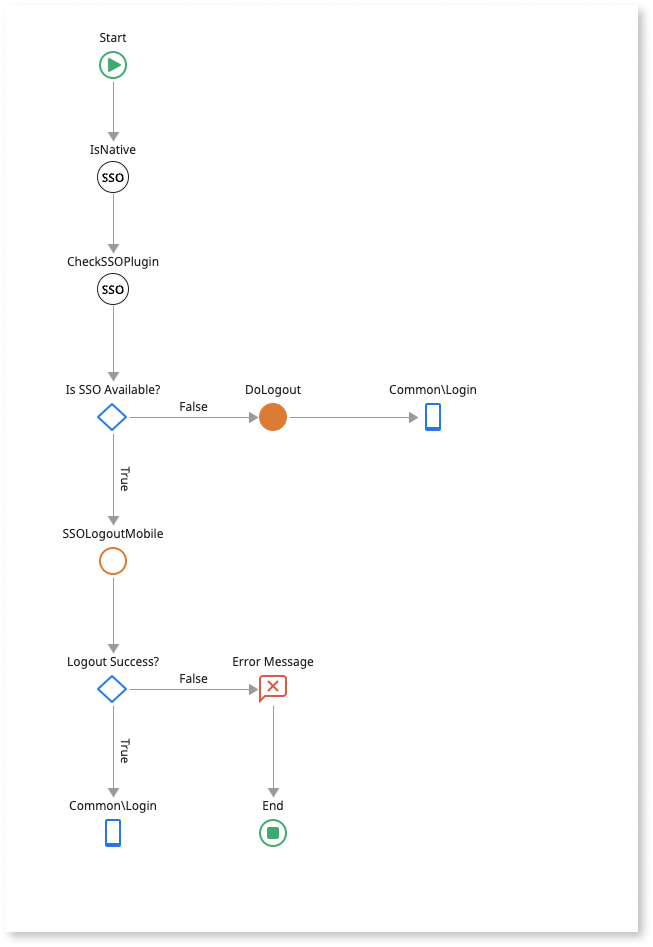 Start
IsNative
SSO
CheckSSOPlugin
SSO
Is SSO Available?
False
DoLogout
Common\Login
True
SSOLogoutMobile
Logout Success?
False
Error Message
True
Common\Login
End